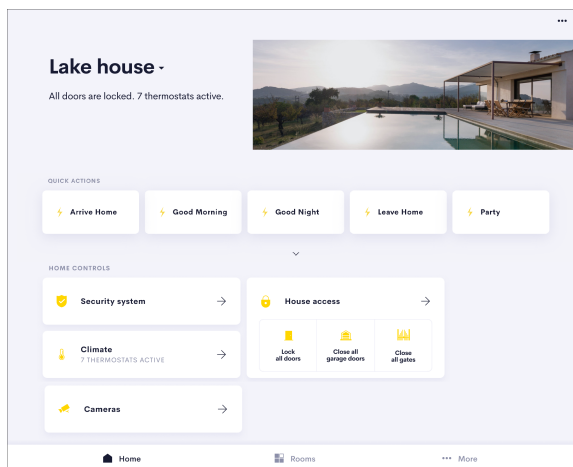 Lake house
All doors are locked. 7 thermostats active.
QUICK ACTIONS
Arrive Home
Good Morning
Good Night
Leave Home
Party
HOME CONTROLS
Security system
House access
Lock
all doors
Close all
garage doors
Close
all gates
Climate
7 THERMOSTATS ACTIVE
Cameras
Home
Rooms
More